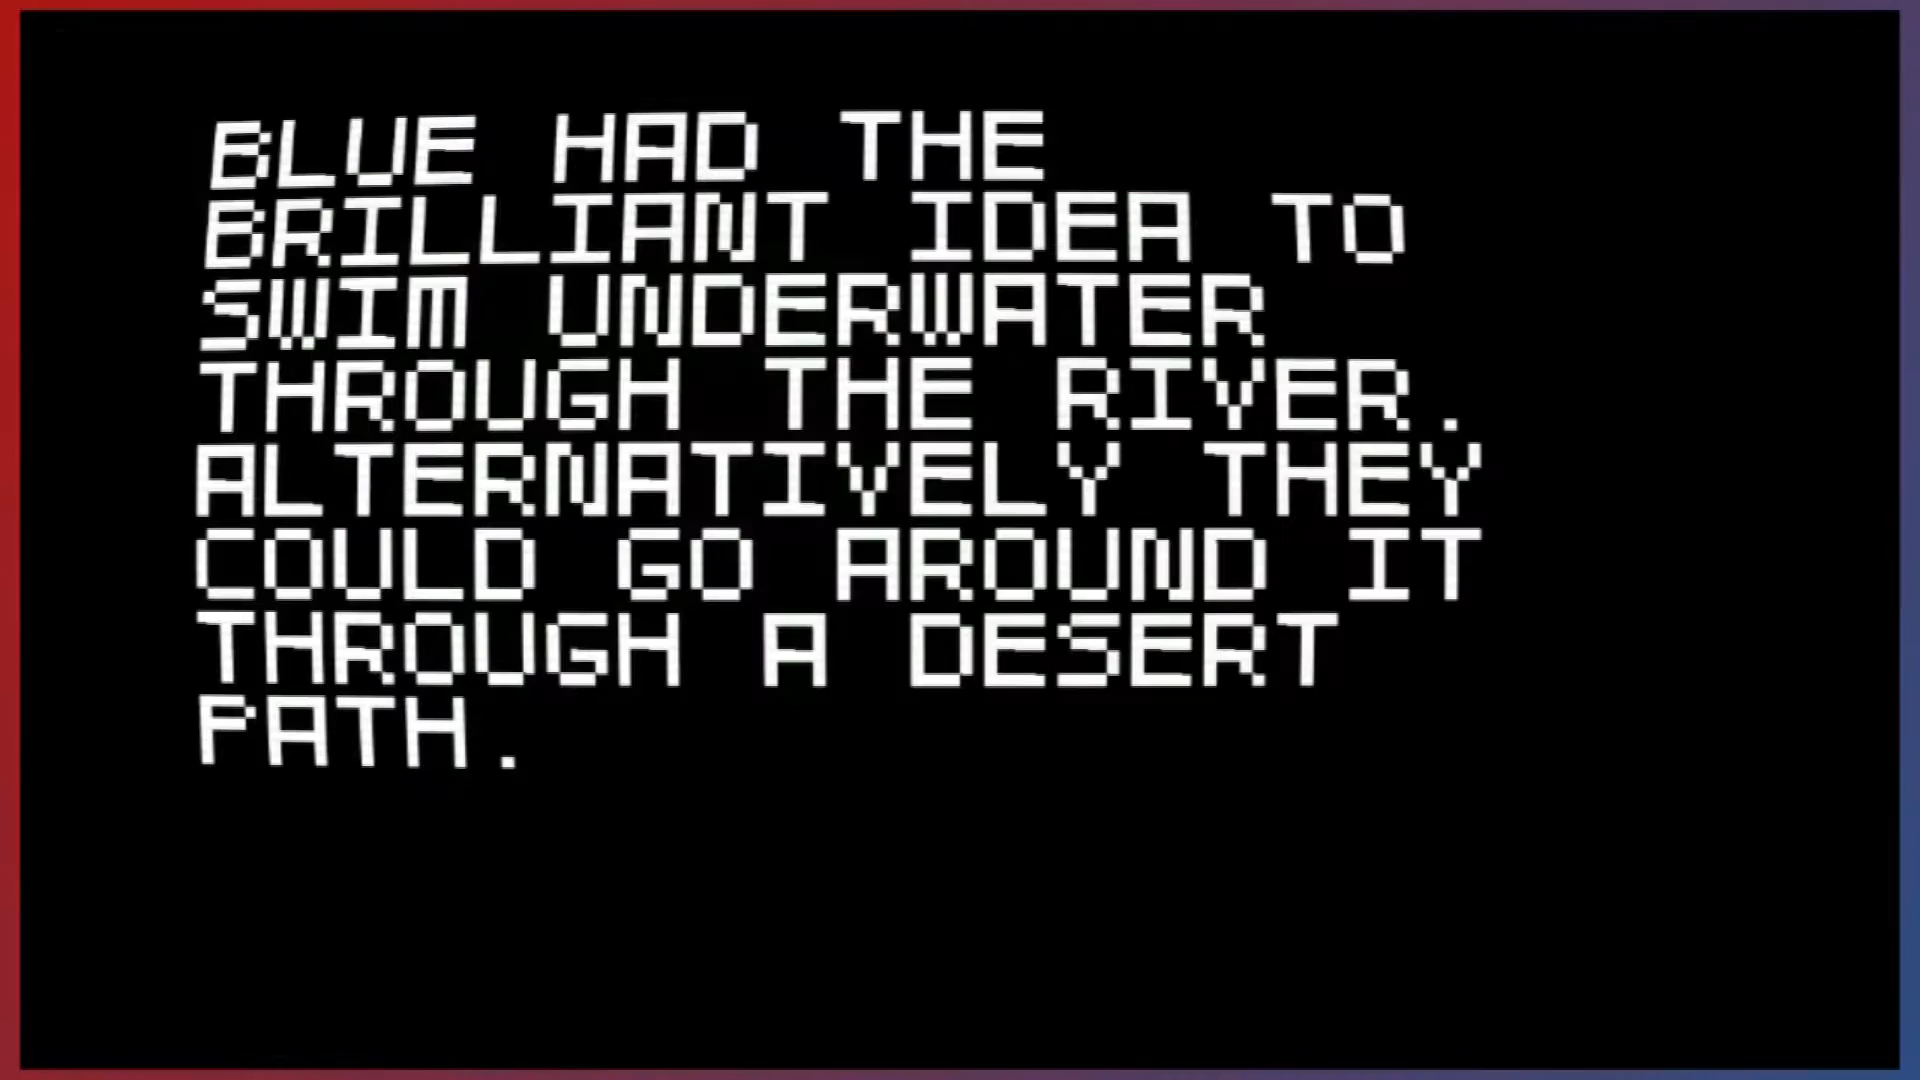 BLUE HAD THE
BRILLIANT IDEA TO
SWIM UNDERWATER
THROUGH THE RIVER.
ALTERNATIVELY THEY
COULD GO AROUND IT
THROUGH A DESERT
PATH.